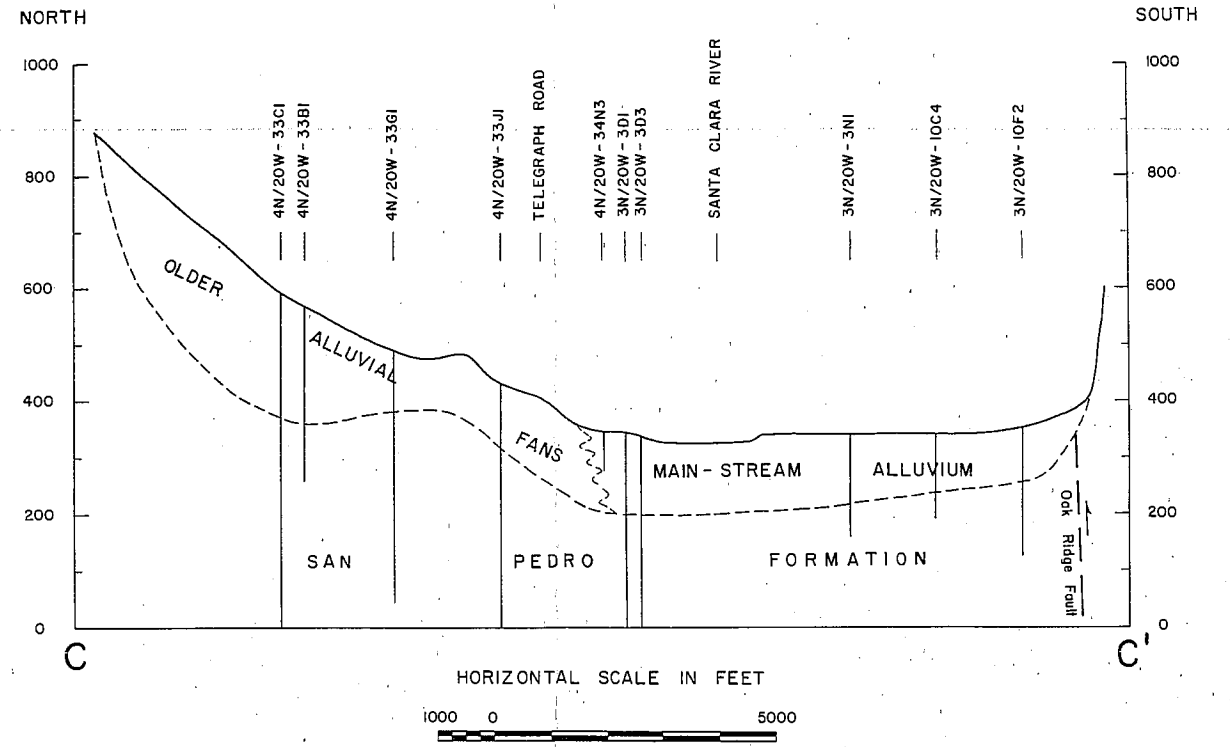 NORTH
SOUTH
1000
800
600
400
200
0
4N/20W-33C1
4N/20W-33B1
4N/20W-33G1
4N/20W-33J1
TELEGRAPH ROAD
4N/20W-34N3
3N/20W-3D1
3N/20W-3D3
SANTA CLARA RIVER
3N/20W-3N1
3N/20W-10C4
3N/20W-10F2
1000
800
600
400
200
0
OLDER
ALLUVIAL
FANS
MAIN-STREAM ALLUVIUM
SAN PEDRO FORMATION
Oak Ridge Fault
C
C'
HORIZONTAL SCALE IN FEET
1000 0 5000